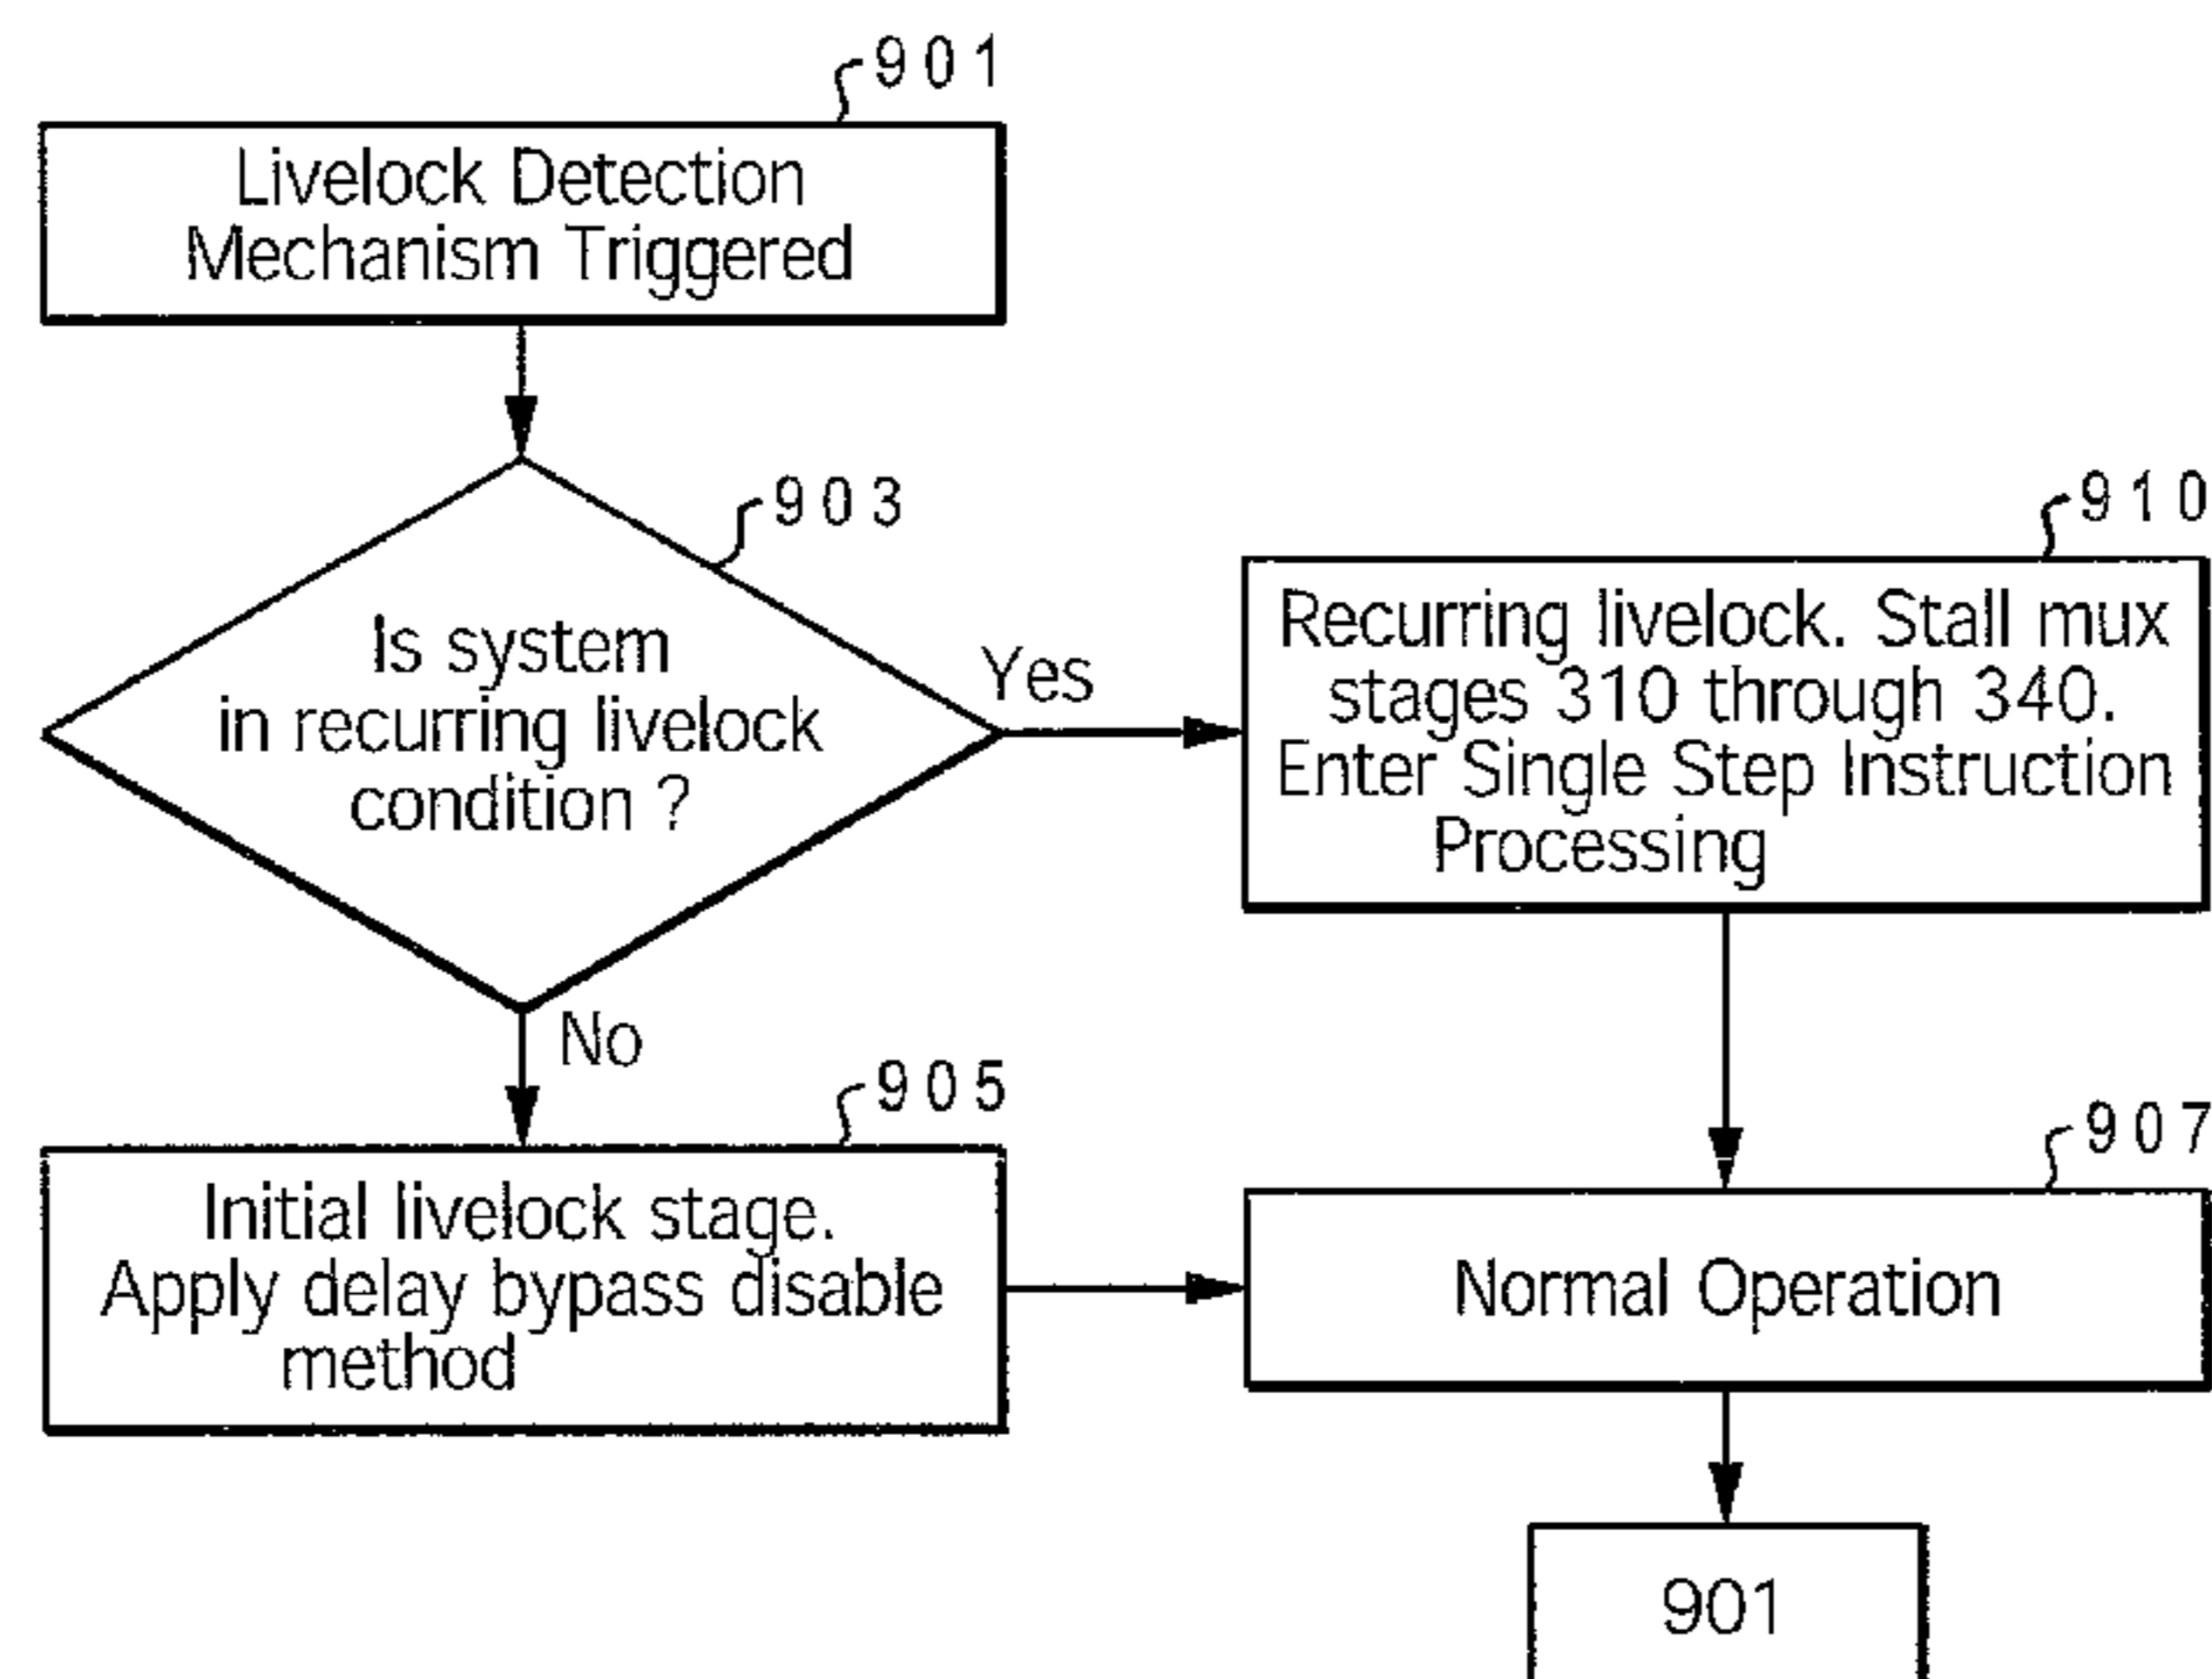 901
Livelock Detection
Mechanism Triggered
903
Is system
in recurring livelock
condition ?
Yes
910
Recurring livelock. Stall mux
stages 310 through 340.
Enter Single Step Instruction
Processing
No
905
Initial livelock stage.
Apply delay bypass disable
method
907
Normal Operation
901